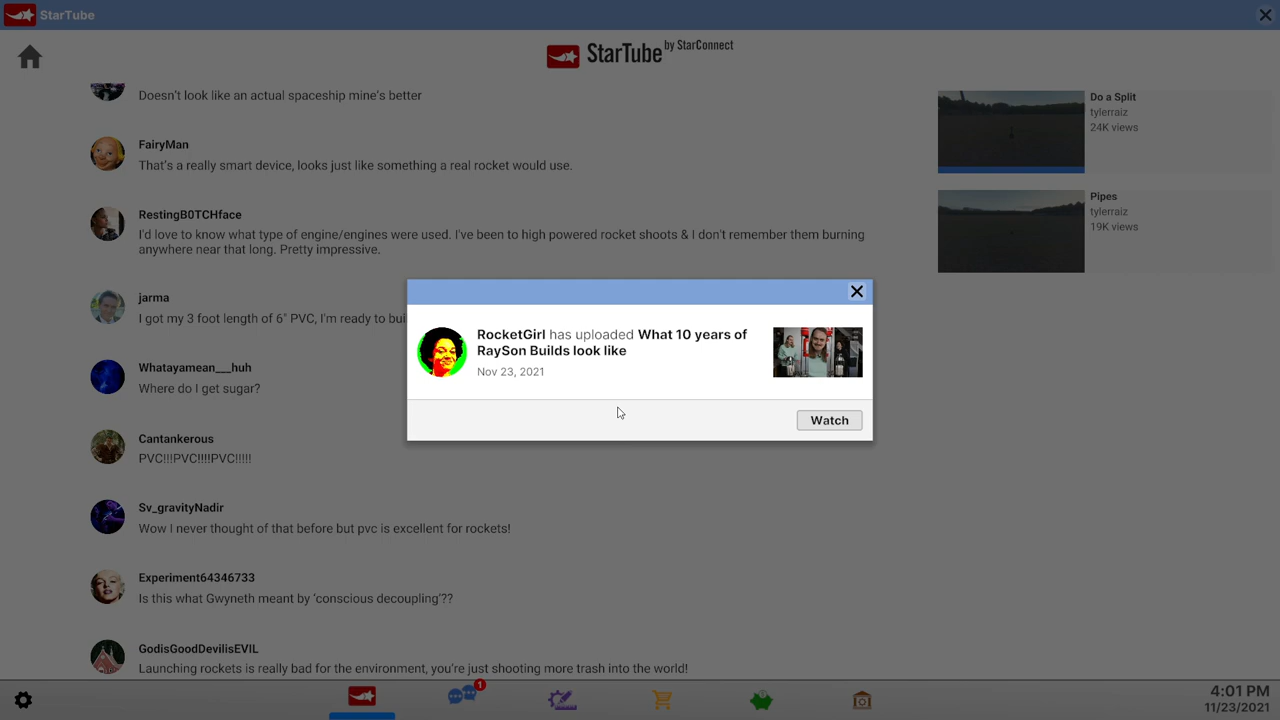 StarTube
StarTube by StarConnect
Doesn't look like an actual spaceship mine's better
FairyMan
That's a really smart device, looks just like something a real rocket would use.
RestingB0TCHface
I'd love to know what type of engine/engines were used. I've been to high powered rocket shoots & I don't remember them burning
anywhere near that long. Pretty impressive.
jarma
I got my 3 foot length of 6" PVC, I'm ready to
Whatayamean___huh
Where do I get sugar?
Cantankerous
PVC!!!PVC!!!!PVC!!!!!
Sv_gravityNadir
Wow I never thought of that before but pvc is excellent for rockets!
Experiment64346733
Is this what Gwyneth meant by 'conscious decoupling'??
GodisGoodDevilisEVIL
Launching rockets is really bad for the environment, you're just shooting more trash into the world!
Do a Split
tylerraiz
24K views
Pipes
tylerraiz
19K views
RocketGirl has uploaded What 10 years of
RaySon Builds look like
Nov 23, 2021
Watch
1
4:01 PM
11/23/2021